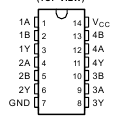 (TOP VIEW)
1A 1 14 VCC
1B 2 13 4B
1Y 3 12 4A
2A 4 11 4Y
2B 5 10 3B
2Y 6 9 3A
GND 7 8 3Y